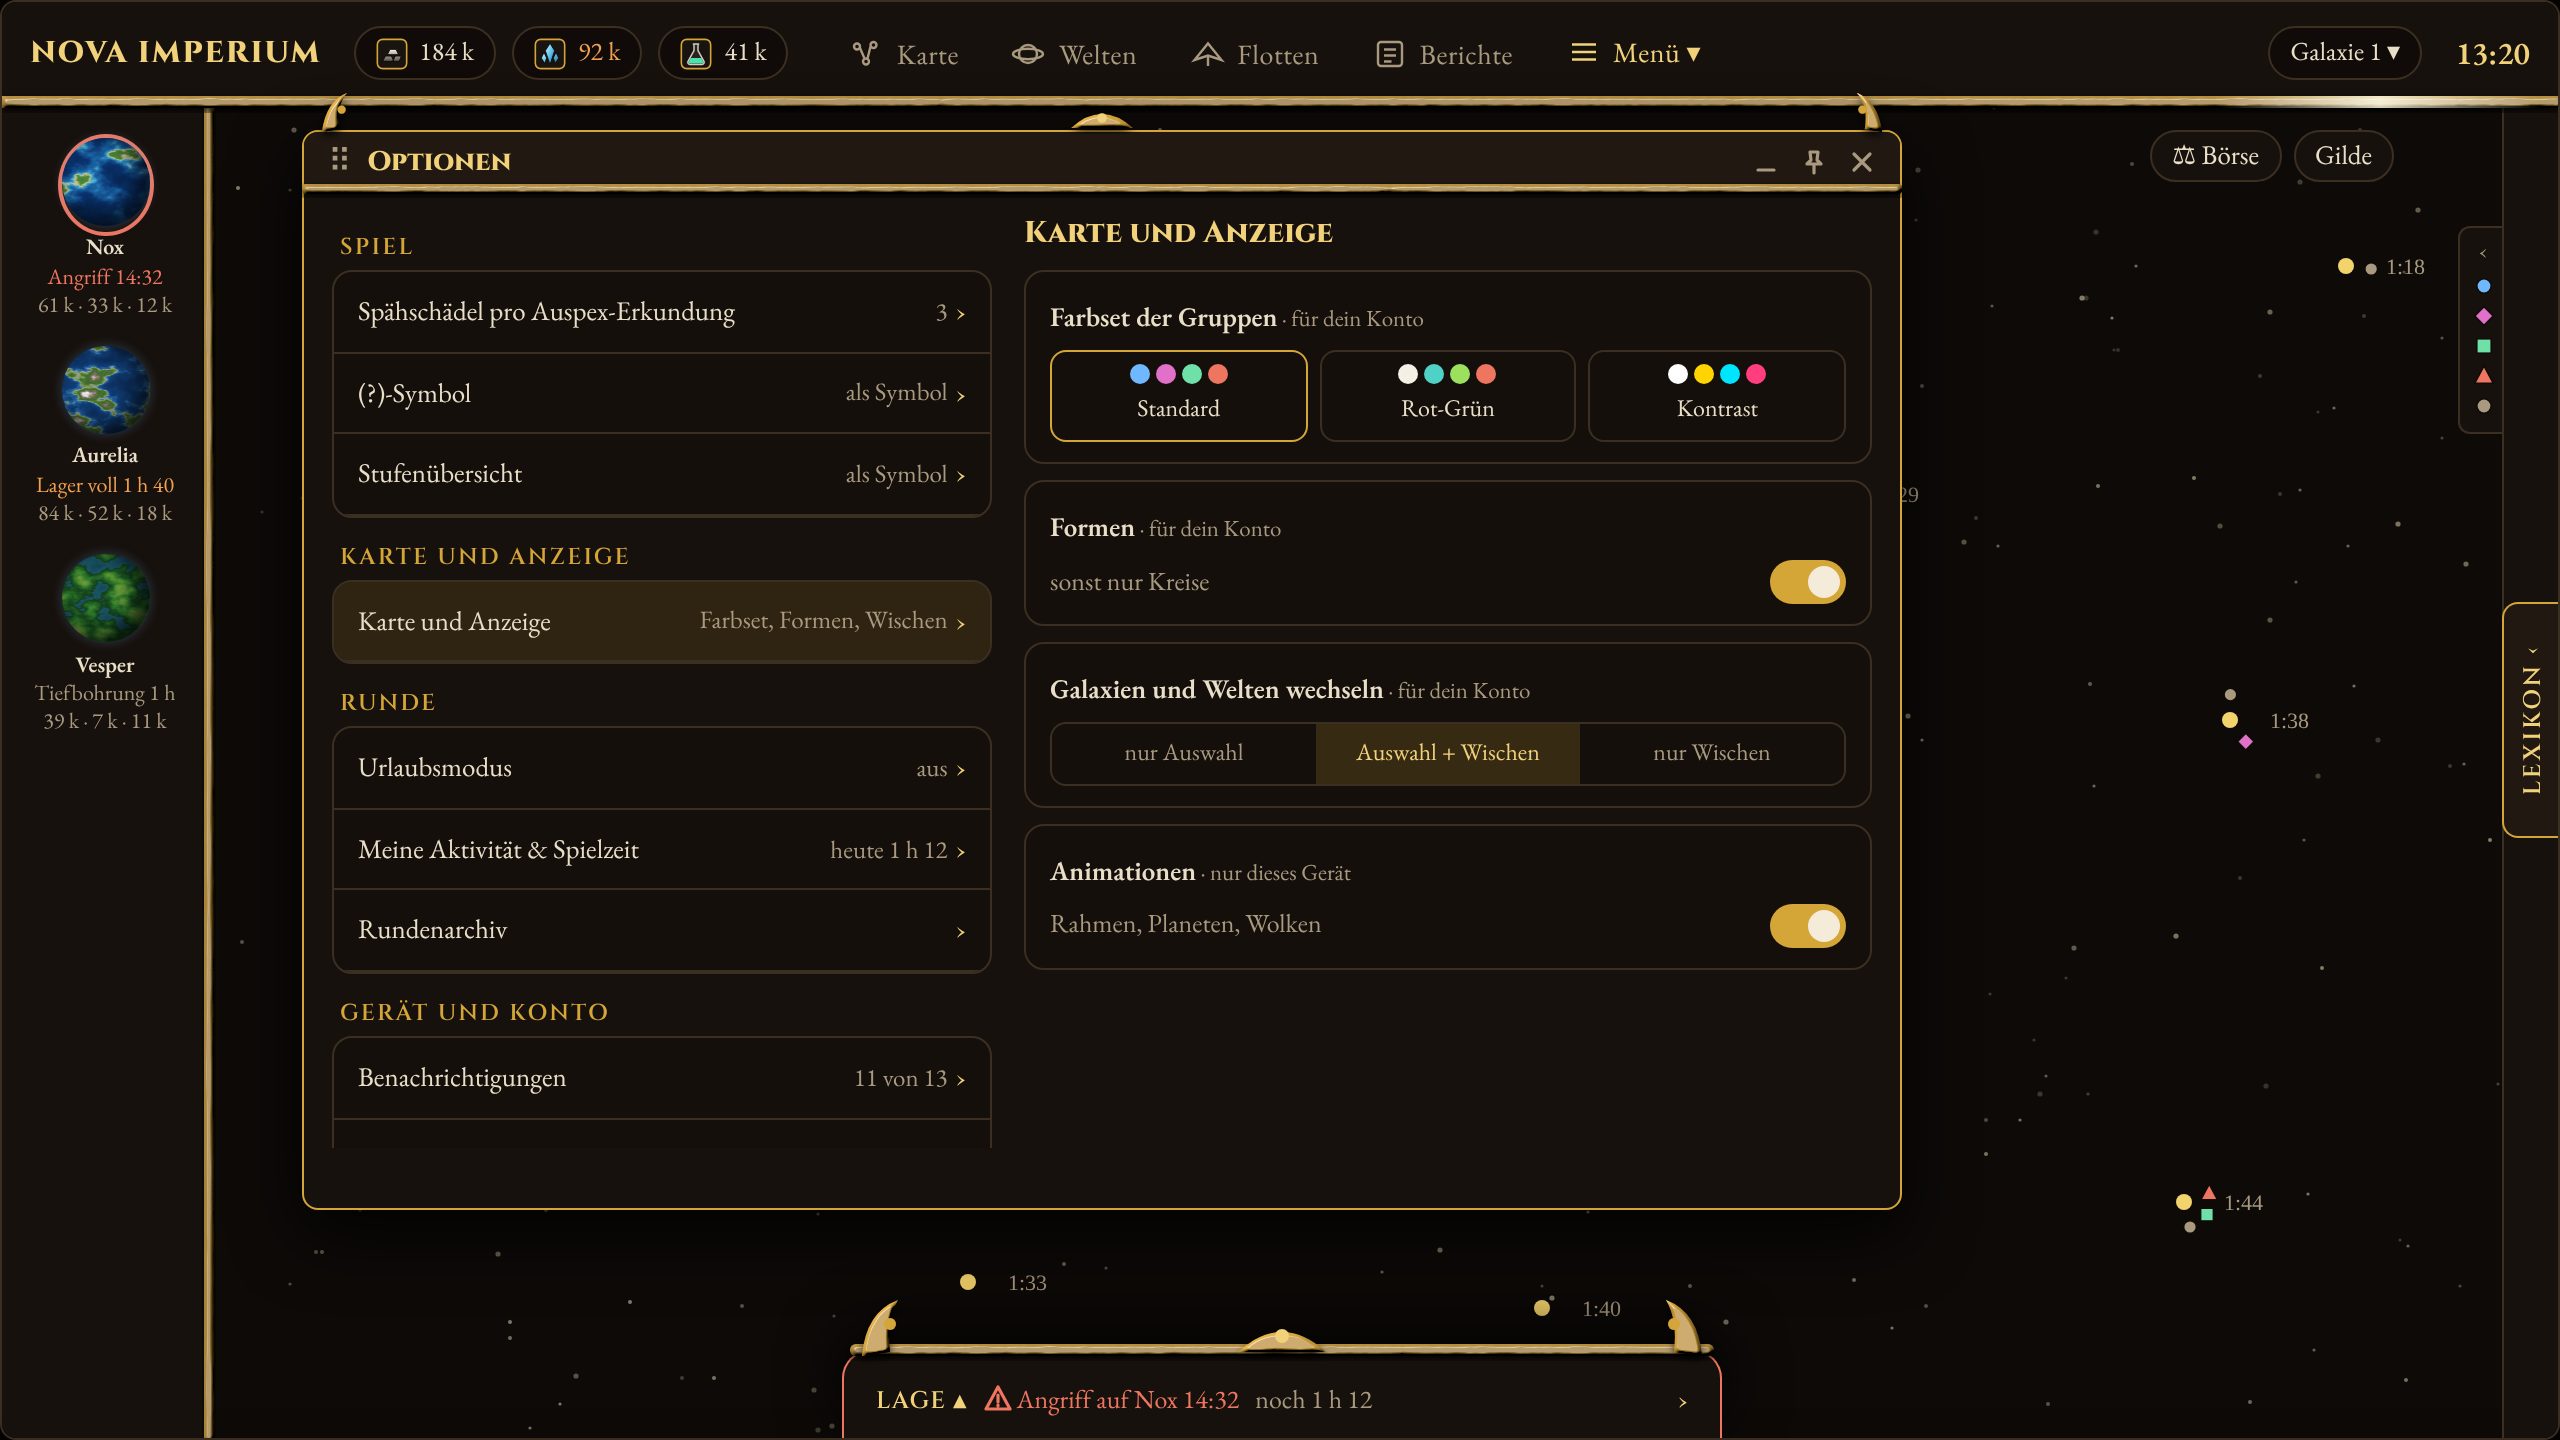 NOVA IMPERIUM
184 k
92 k
41 k
Karte
Welten
Flotten
Berichte
Menü ▾
Galaxie 1 ▾
13:20
Nox
Angriff 14:32
61 k · 33 k · 12 k
Aurelia
Lager voll 1 h 40
84 k · 52 k · 18 k
Vesper
Tiefbohrung 1 h
39 k · 7 k · 11 k
Optionen
SPIEL
Spähschädel pro Auspex-Erkundung 3 ›
(?)-Symbol als Symbol ›
Stufenübersicht als Symbol ›
KARTE UND ANZEIGE
Karte und Anzeige Farbset, Formen, Wischen ›
RUNDE
Urlaubsmodus aus ›
Meine Aktivität & Spielzeit heute 1 h 12 ›
Rundenarchiv ›
GERÄT UND KONTO
Benachrichtigungen 11 von 13 ›
Karte und Anzeige
Farbset der Gruppen · für dein Konto
Standard
Rot-Grün
Kontrast
Formen · für dein Konto
sonst nur Kreise
Galaxien und Welten wechseln · für dein Konto
nur Auswahl
Auswahl + Wischen
nur Wischen
Animationen · nur dieses Gerät
Rahmen, Planeten, Wolken
⚖ Börse
Gilde
1:18
29
1:38
1:44
1:33
1:40
LEXIKON ›
LAGE ▴ ⚠ Angriff auf Nox 14:32 noch 1 h 12 ›